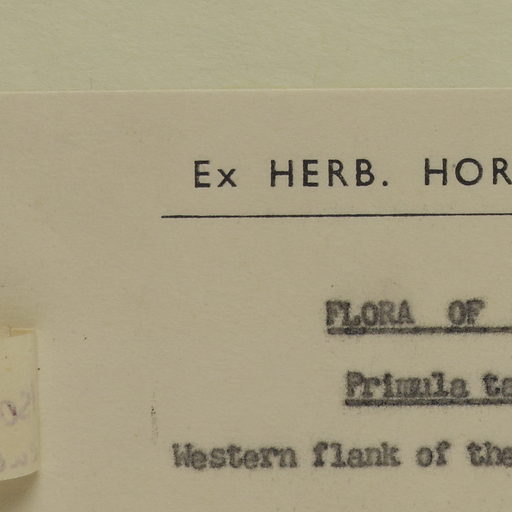 Ex HERB. HOR
FLORA OF
Primula ta
Western flank of the